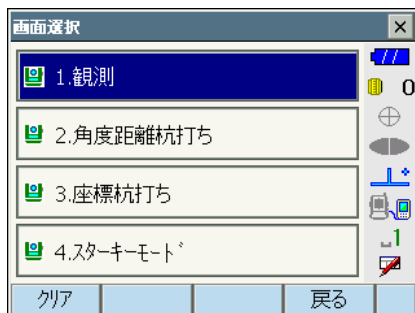 画面選択
1.観測
0
2.角度距離杭打ち
3.座標杭打ち
4.スターキーモード
1
クリア
戻る